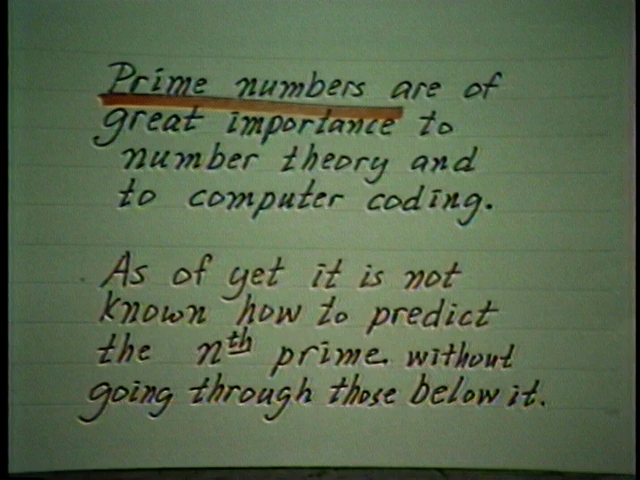 Prime numbers are of
great importance to
number theory and
to computer coding.
As of yet it is not
known how to predict
the nth prime without
going through those below it.